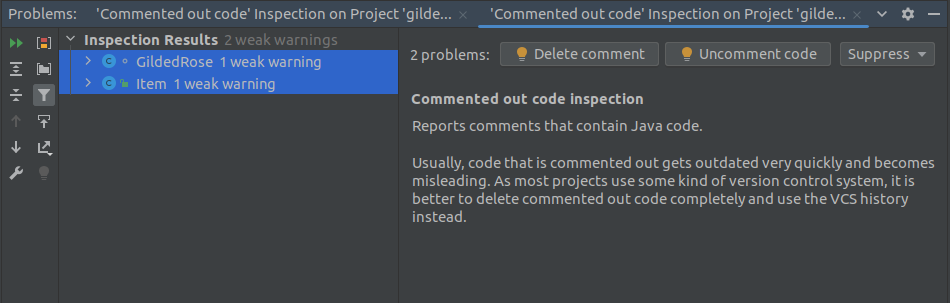 Problems: 'Commented out code' Inspection on Project 'gilde... 'Commented out code' Inspection on Project 'gilde...
Inspection Results 2 weak warnings
GildedRose 1 weak warning
Item 1 weak warning
2 problems: Delete comment Uncomment code Suppress
Commented out code inspection
Reports comments that contain Java code.
Usually, code that is commented out gets outdated very quickly and becomes
misleading. As most projects use some kind of version control system, it is
better to delete commented out code completely and use the VCS history
instead.